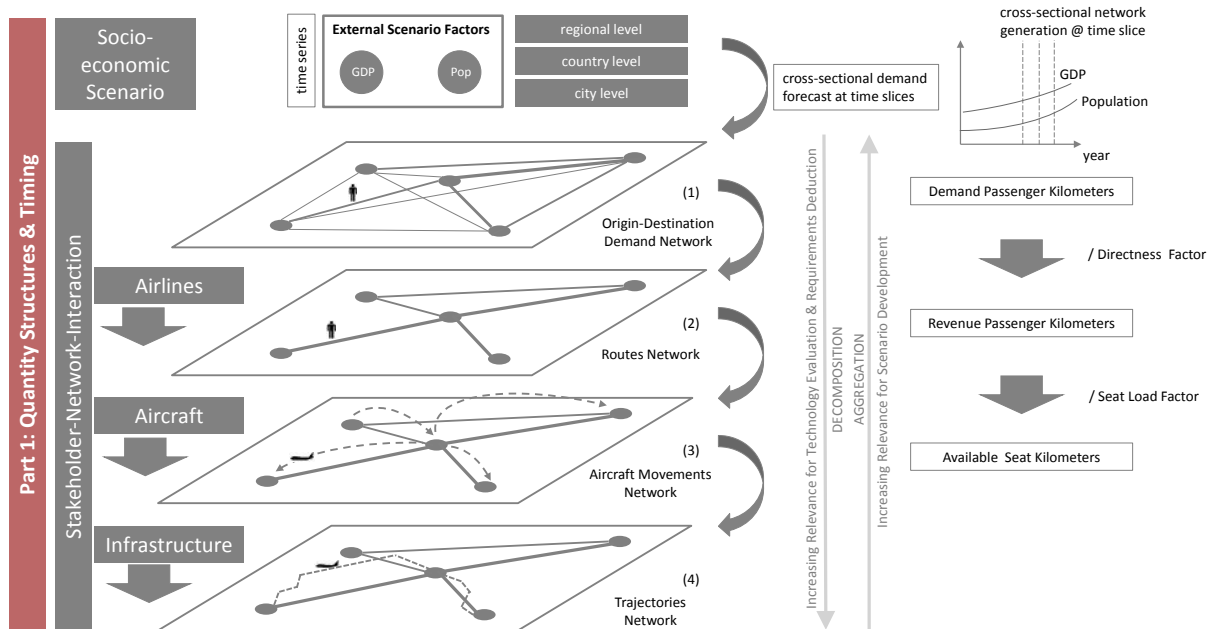 Part 1: Quantity Structures & Timing
Socio-
economic
Scenario
time series
External Scenario Factors
GDP
Pop
regional level
country level
city level
cross-sectional demand
forecast at time slices
cross-sectional network
generation @ time slice
GDP
Population
year
Stakeholder-Network-Interaction
(1)
Origin-Destination
Demand Network
Airlines
(2)
Routes Network
Aircraft
(3)
Aircraft Movements
Network
Infrastructure
(4)
Trajectories
Network
Increasing Relevance for Technology Evaluation & Requirements Deduction
DECOMPOSITION
AGGREGATION
Increasing Relevance for Scenario Development
Demand Passenger Kilometers
/ Directness Factor
Revenue Passenger Kilometers
/ Seat Load Factor
Available Seat Kilometers